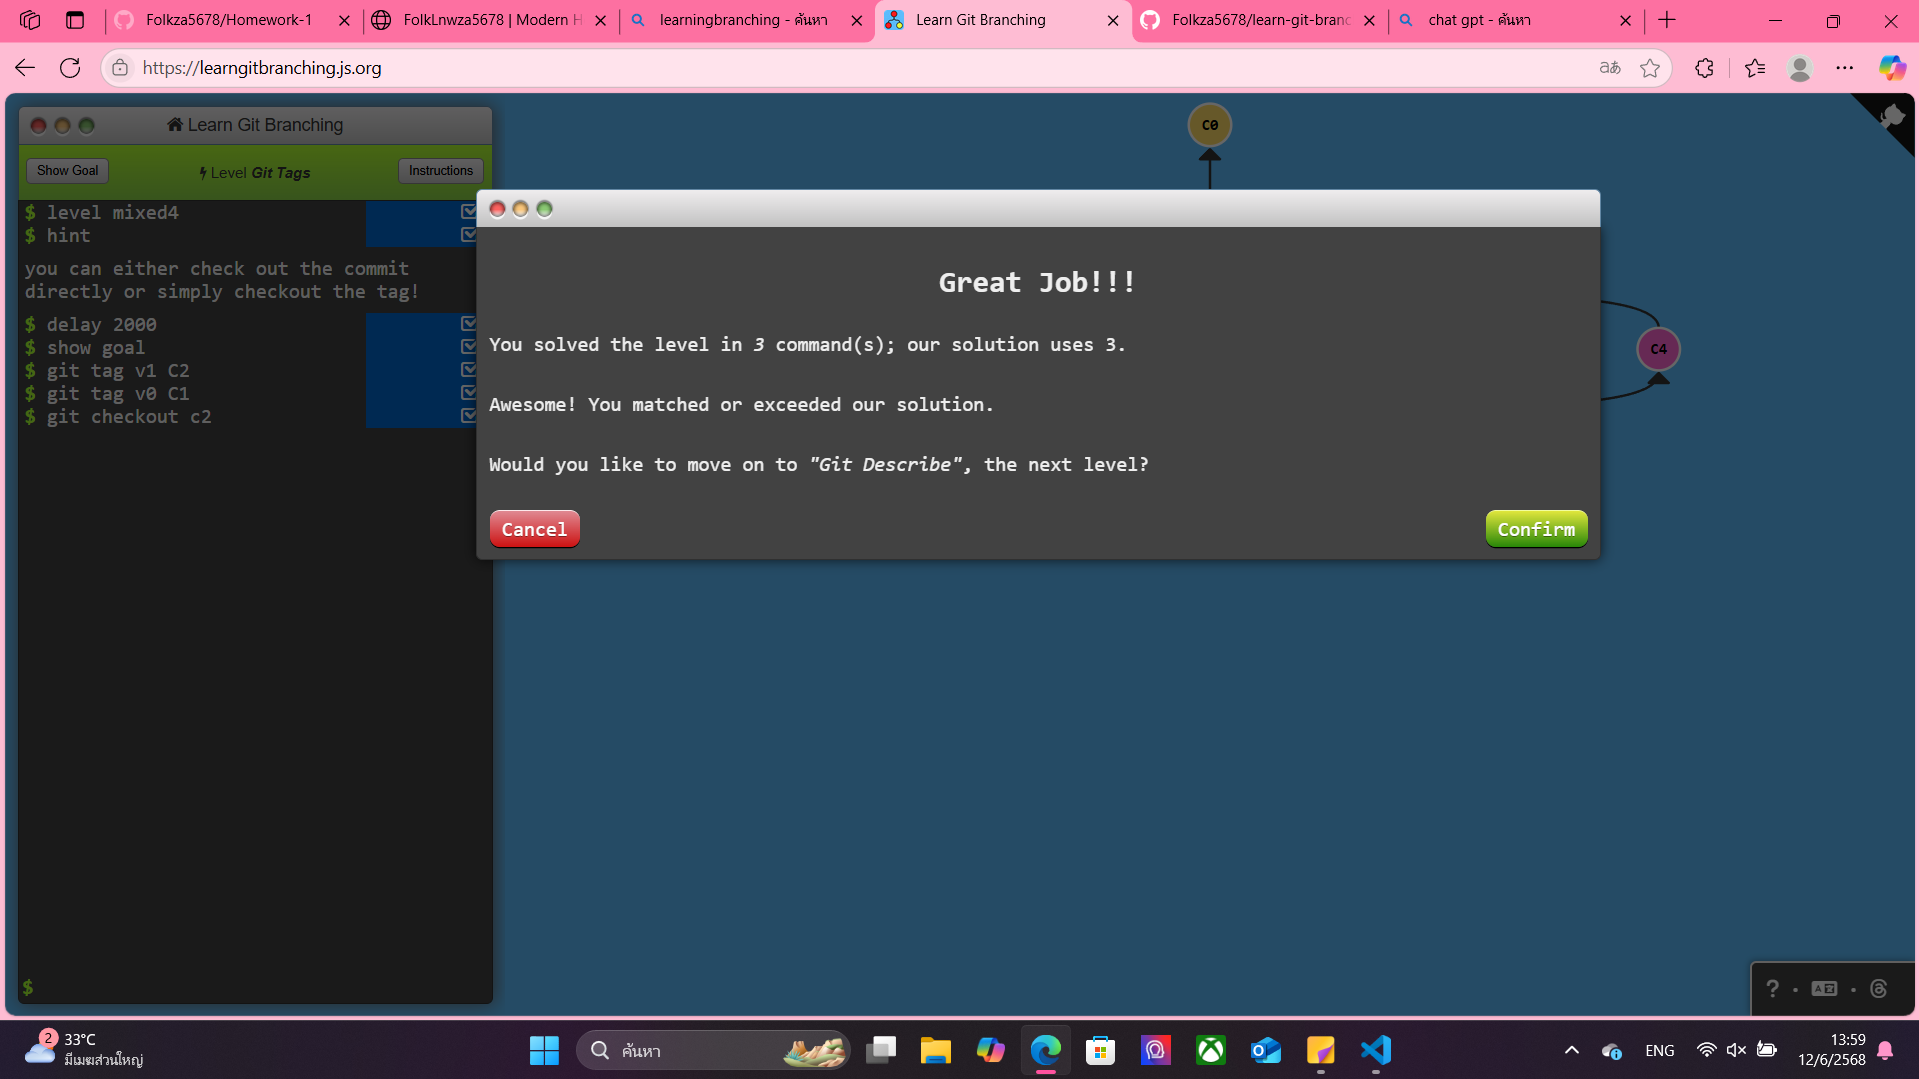 Folkza5678/Homework-1
FolkLnwza5678 | Modern H
learningbranching - ค้นหา
Learn Git Branching
Folkza5678/learn-git-branc
chat gpt - ค้นหา
https://learngitbranching.js.org
Learn Git Branching
Show Goal
Level Git Tags
Instructions
$ level mixed4
$ hint
you can either check out the commit
directly or simply checkout the tag!
$ delay 2000
$ show goal
$ git tag v1 C2
$ git tag v0 C1
$ git checkout c2
$
C0
C4
Great Job!!!
You solved the level in 3 command(s); our solution uses 3.
Awesome! You matched or exceeded our solution.
Would you like to move on to "Git Describe", the next level?
Cancel
Confirm
?
2
33°C
มีเมฆส่วนใหญ่
ค้นหา
ENG
13:59
12/6/2568